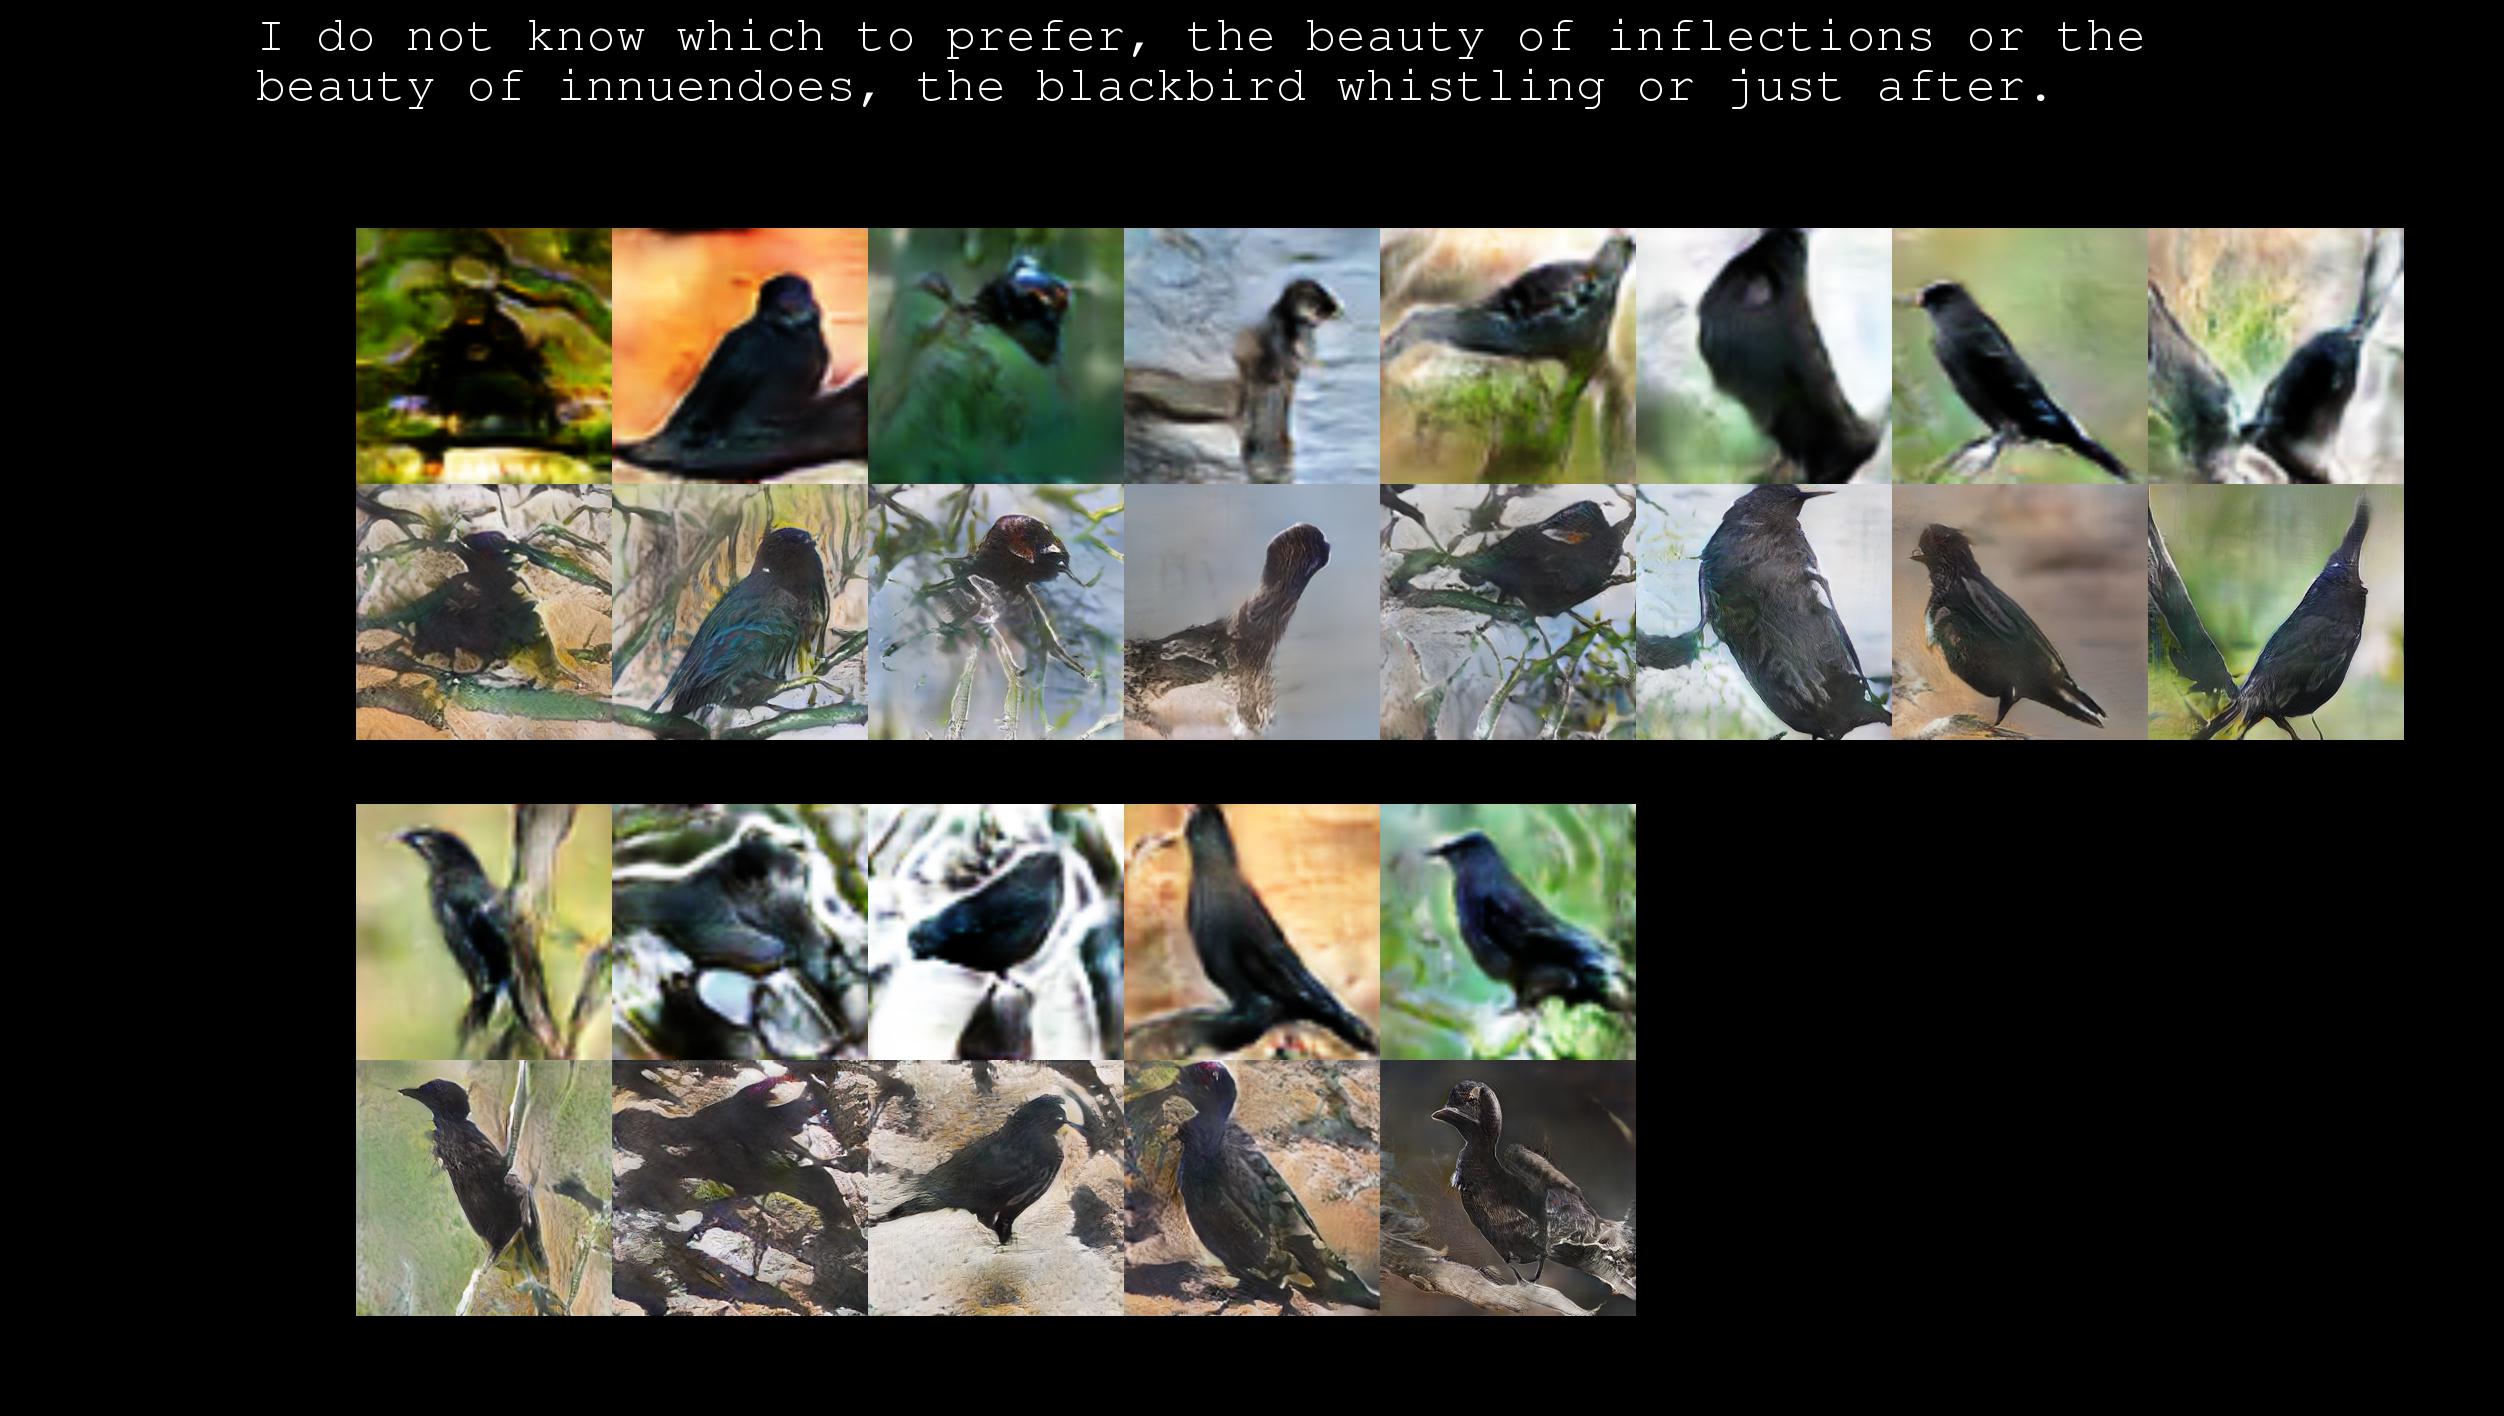 I do not know which to prefer, the beauty of inflections or the
beauty of innuendoes, the blackbird whistling or just after.